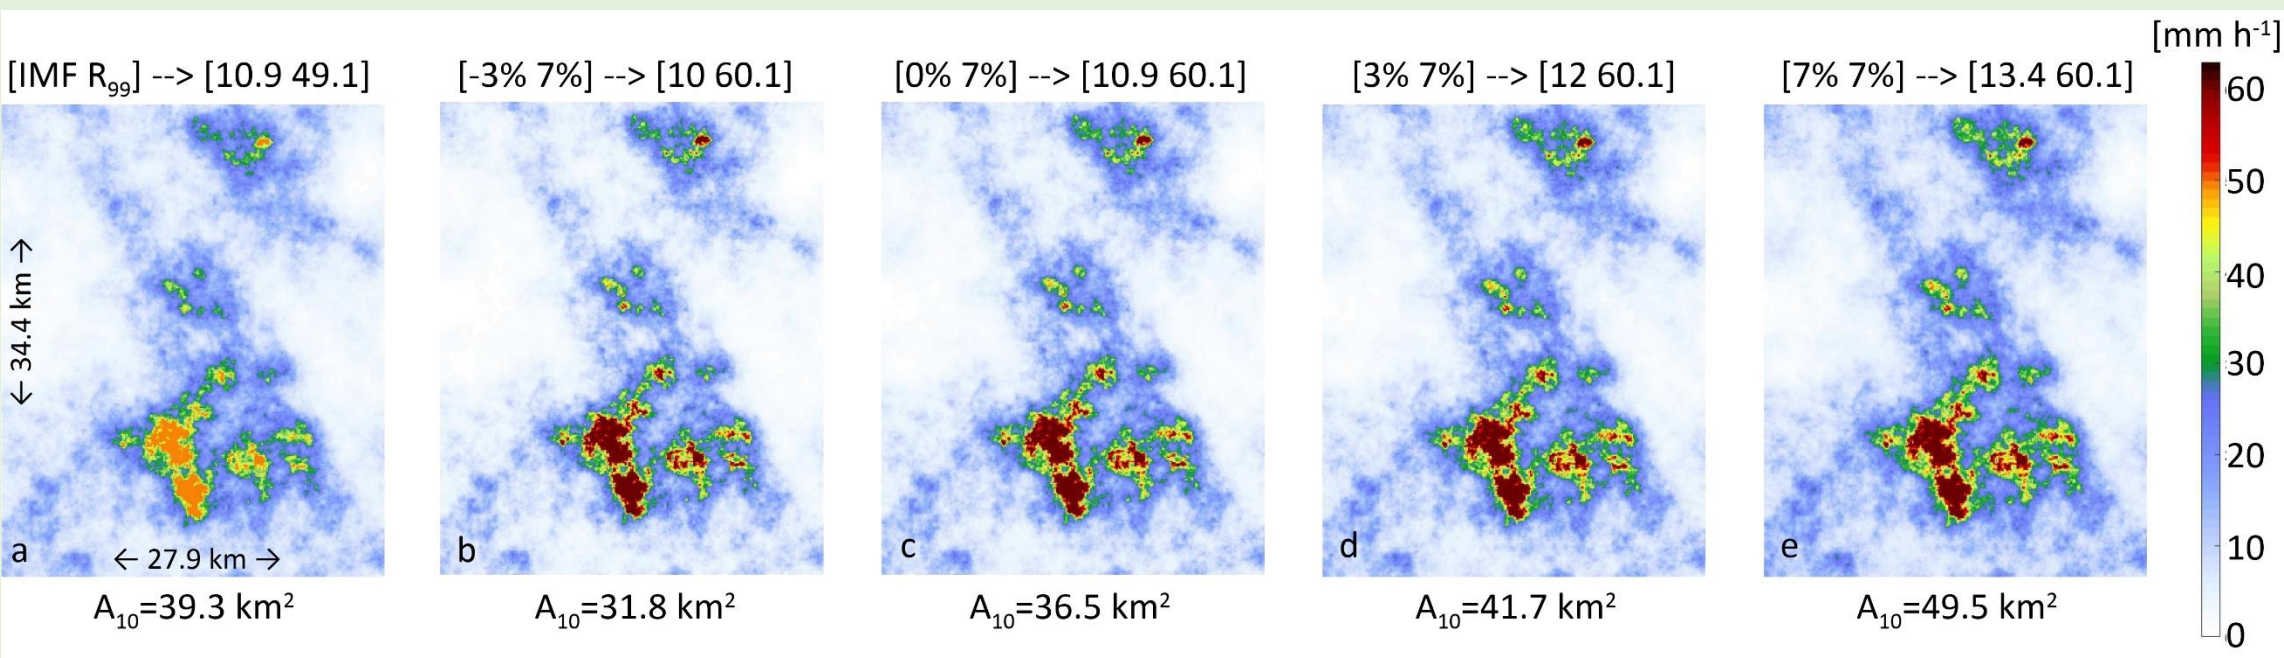 [mm h⁻¹]
[IMF R₉₉] --> [10.9 49.1]
[-3% 7%] --> [10 60.1]
[0% 7%] --> [10.9 60.1]
[3% 7%] --> [12 60.1]
[7% 7%] --> [13.4 60.1]
60
50
40
30
20
10
0
← 34.4 km →
← 27.9 km →
a
b
c
d
e
A₁₀=39.3 km²
A₁₀=31.8 km²
A₁₀=36.5 km²
A₁₀=41.7 km²
A₁₀=49.5 km²